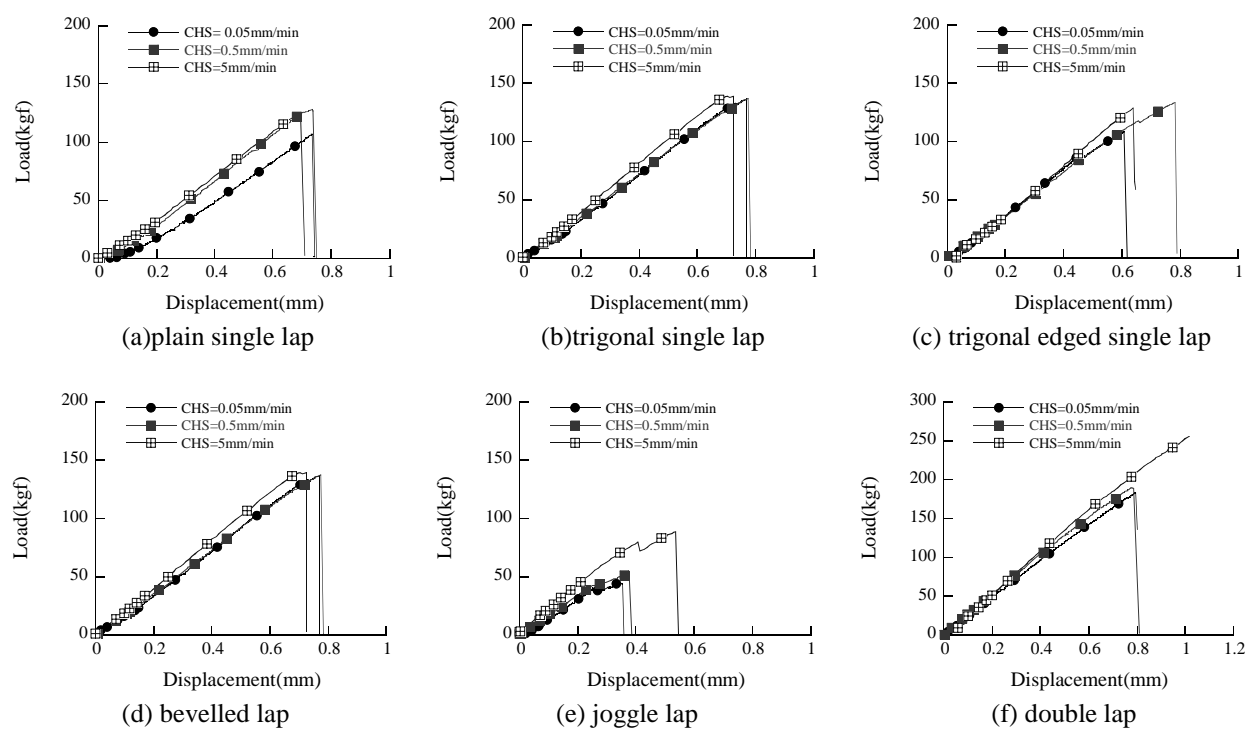 200
150
100
50
0
Load(kgf)
CHS= 0.05mm/min
CHS=0.5mm/min
CHS=5mm/min
0 0.2 0.4 0.6 0.8 1
Displacement(mm)
(a)plain single lap
200
150
100
50
0
Load(kgf)
CHS=0.05mm/min
CHS=0.5mm/min
CHS=5mm/min
0 0.2 0.4 0.6 0.8 1
Displacement(mm)
(b)trigonal single lap
200
150
100
50
0
Load(kgf)
CHS=0.05mm/min
CHS=0.5mm/min
CHS=5mm/min
0 0.2 0.4 0.6 0.8 1
Displacement(mm)
(c) trigonal edged single lap
200
150
100
50
0
Load(kgf)
CHS=0.05mm/min
CHS=0.5mm/min
CHS=5mm/min
0 0.2 0.4 0.6 0.8 1
Displacement(mm)
(d) bevelled lap
200
150
100
50
0
Load(kgf)
CHS=0.05mm/min
CHS=0.5mm/min
CHS=5mm/min
0 0.2 0.4 0.6 0.8 1
Displacement(mm)
(e) joggle lap
300
250
200
150
100
50
0
Load(kgf)
CHS=0.05mm/min
CHS=0.5mm/min
CHS=5mm/min
0 0.2 0.4 0.6 0.8 1 1.2
Displacement(mm)
(f) double lap